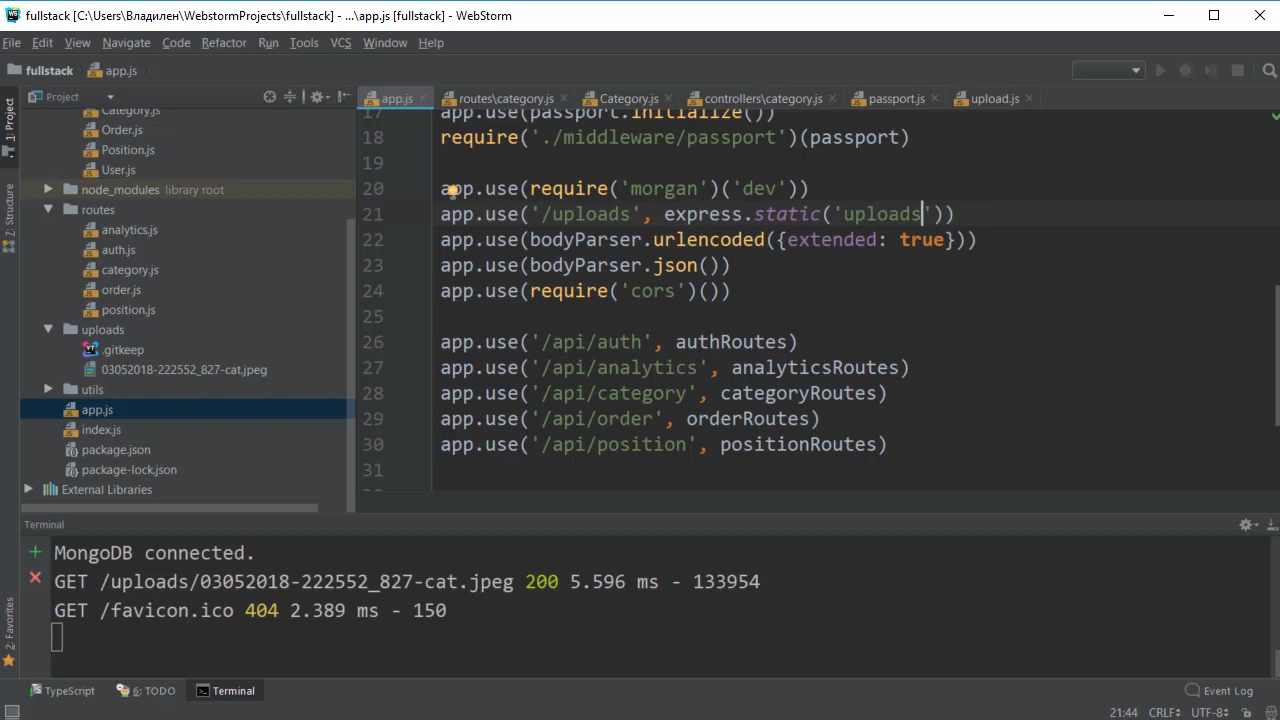 fullstack [C:\Users\Владилен\WebstormProjects\fullstack] - ...\app.js [fullstack] - WebStorm
File Edit View Navigate Code Refactor Run Tools VCS Window Help
fullstack app.js
Project
app.js routes\category.js Category.js controllers\category.js passport.js upload.js
1: Project
Z: Structure
2: Favorites
Category.js
Order.js
Position.js
User.js
node_modules library root
routes
analytics.js
auth.js
category.js
order.js
position.js
uploads
.gitkeep
03052018-222552_827-cat.jpeg
utils
app.js
index.js
package.json
package-lock.json
External Libraries
17 app.use(passport.initialize())
18 require('./middleware/passport')(passport)
19
20 app.use(require('morgan')('dev'))
21 app.use('/uploads', express.static('uploads'))
22 app.use(bodyParser.urlencoded({extended: true}))
23 app.use(bodyParser.json())
24 app.use(require('cors')())
25
26 app.use('/api/auth', authRoutes)
27 app.use('/api/analytics', analyticsRoutes)
28 app.use('/api/category', categoryRoutes)
29 app.use('/api/order', orderRoutes)
30 app.use('/api/position', positionRoutes)
31
Terminal
MongoDB connected.
GET /uploads/03052018-222552_827-cat.jpeg 200 5.596 ms - 133954
GET /favicon.ico 404 2.389 ms - 150
TypeScript 6: TODO Terminal Event Log
21:44 CRLF UTF-8